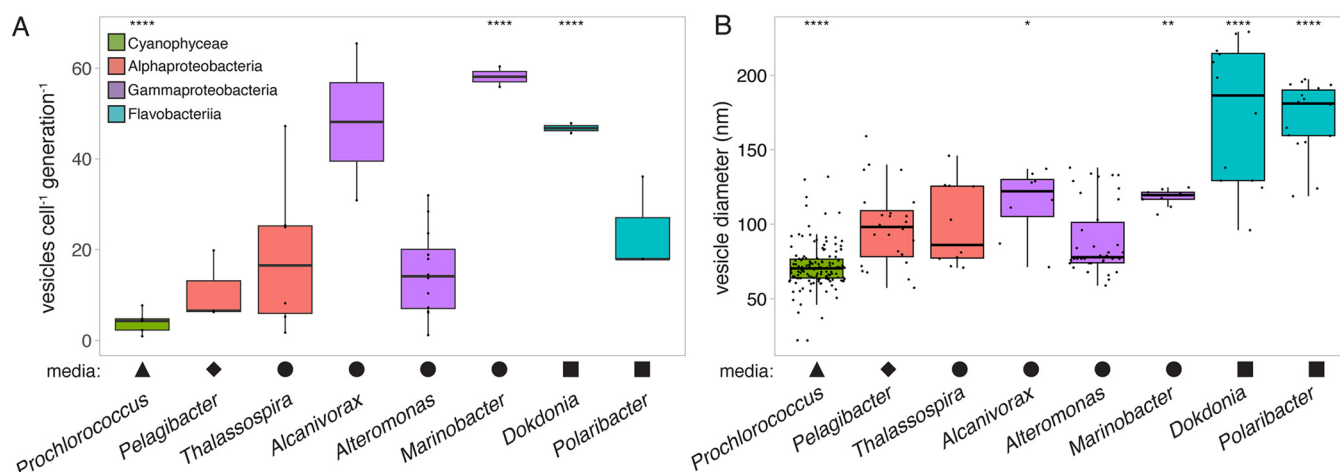 A
**** **** ****
Cyanophyceae
Alphaproteobacteria
Gammaproteobacteria
Flavobacteriia
vesicles cell⁻¹ generation⁻¹
60
40
20
0
media:
Prochlorococcus
Pelagibacter
Thalassospira
Alcanivorax
Alteromonas
Marinobacter
Dokdonia
Polaribacter
B
**** * ** **** ****
vesicle diameter (nm)
200
150
100
50
media:
Prochlorococcus
Pelagibacter
Thalassospira
Alcanivorax
Alteromonas
Marinobacter
Dokdonia
Polaribacter